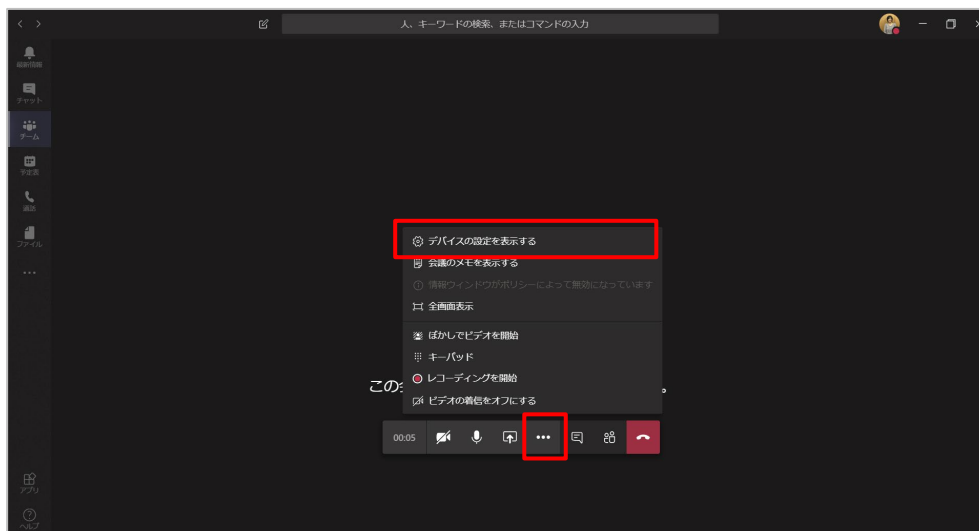 人、キーワードの検索、またはコマンドの入力
最新情報
チャット
チーム
予定表
通話
ファイル
デバイスの設定を表示する
会議のメモを表示する
情報ウィンドウがポリシーによって無効になっています
全画面表示
ぼかしでビデオを開始
キーパッド
レコーディングを開始
ビデオの着信をオフにする
この
00:05
アプリ
ヘルプ